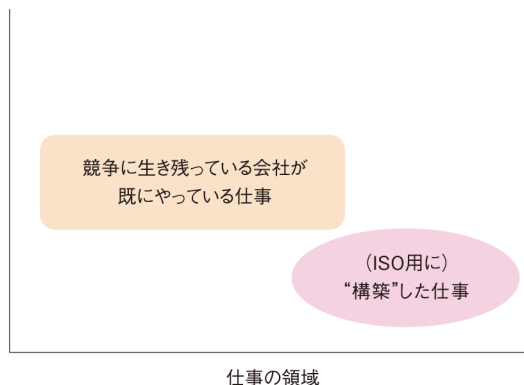 競争に生き残っている会社が
既にやっている仕事
（ISO用に）
“構築”した仕事
仕事の領域